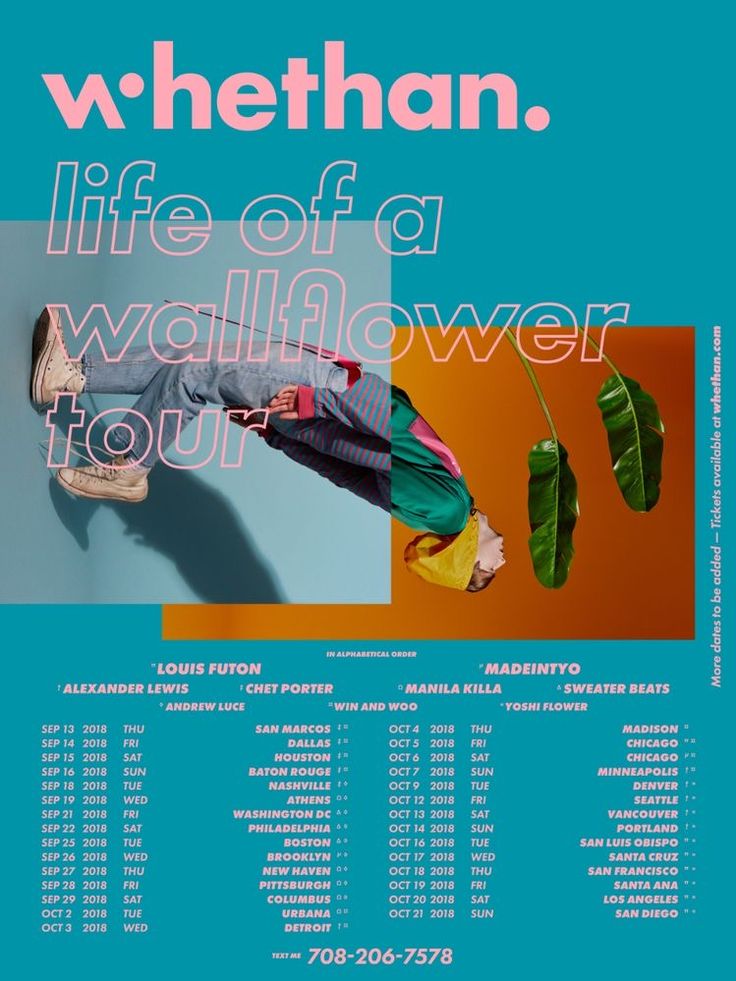 whethan.
life of a
wallflower
tour
More dates to be added — Tickets available at whethan.com
IN ALPHABETICAL ORDER
LOUIS FUTON MADEINTYO
ALEXANDER LEWIS CHET PORTER MANILA KILLA SWEATER BEATS
ANDREW LUCE WIN AND WOO YOSHI FLOWER
SEP 13 2018 THU SAN MARCOS
SEP 14 2018 FRI DALLAS
SEP 15 2018 SAT HOUSTON
SEP 16 2018 SUN BATON ROUGE
SEP 18 2018 TUE NASHVILLE
SEP 19 2018 WED ATHENS
SEP 21 2018 FRI WASHINGTON DC
SEP 22 2018 SAT PHILADELPHIA
SEP 25 2018 TUE BOSTON
SEP 26 2018 WED BROOKLYN
SEP 27 2018 THU NEW HAVEN
SEP 28 2018 FRI PITTSBURGH
SEP 29 2018 SAT COLUMBUS
OCT 2 2018 TUE URBANA
OCT 3 2018 WED DETROIT
OCT 4 2018 THU MADISON
OCT 5 2018 FRI CHICAGO
OCT 6 2018 SAT CHICAGO
OCT 7 2018 SUN MINNEAPOLIS
OCT 9 2018 TUE DENVER
OCT 12 2018 FRI SEATTLE
OCT 13 2018 SAT VANCOUVER
OCT 14 2018 SUN PORTLAND
OCT 16 2018 TUE SAN LUIS OBISPO
OCT 17 2018 WED SANTA CRUZ
OCT 18 2018 THU SAN FRANCISCO
OCT 19 2018 FRI SANTA ANA
OCT 20 2018 SAT LOS ANGELES
OCT 21 2018 SUN SAN DIEGO
TEXT ME 708-206-7578